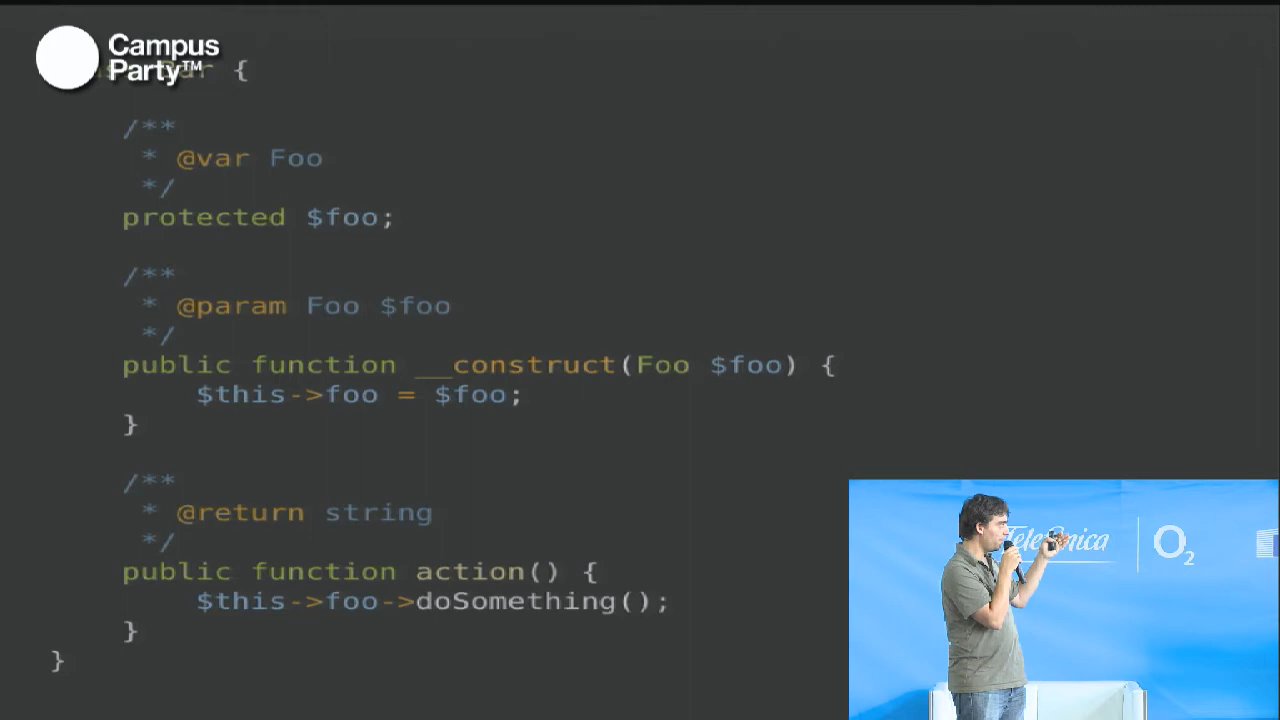 Campus
Party™
{
/**
* @var Foo
*/
protected $foo;
/**
* @param Foo $foo
*/
public function __construct(Foo $foo) {
$this->foo = $foo;
}
/**
* @return string
*/
public function action() {
$this->foo->doSomething();
}
}
Telefónica
O2